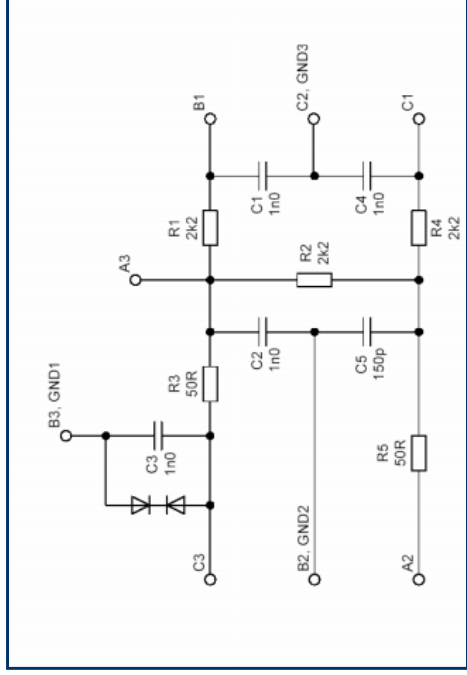 B3, GND1
A3
B1
C2, GND3
C1
C3
1n0
R3
50R
R1
2k2
C2
1n0
C1
1n0
R2
2k2
C5
150p
C4
1n0
R5
50R
R4
2k2
C3
B2, GND2
A2